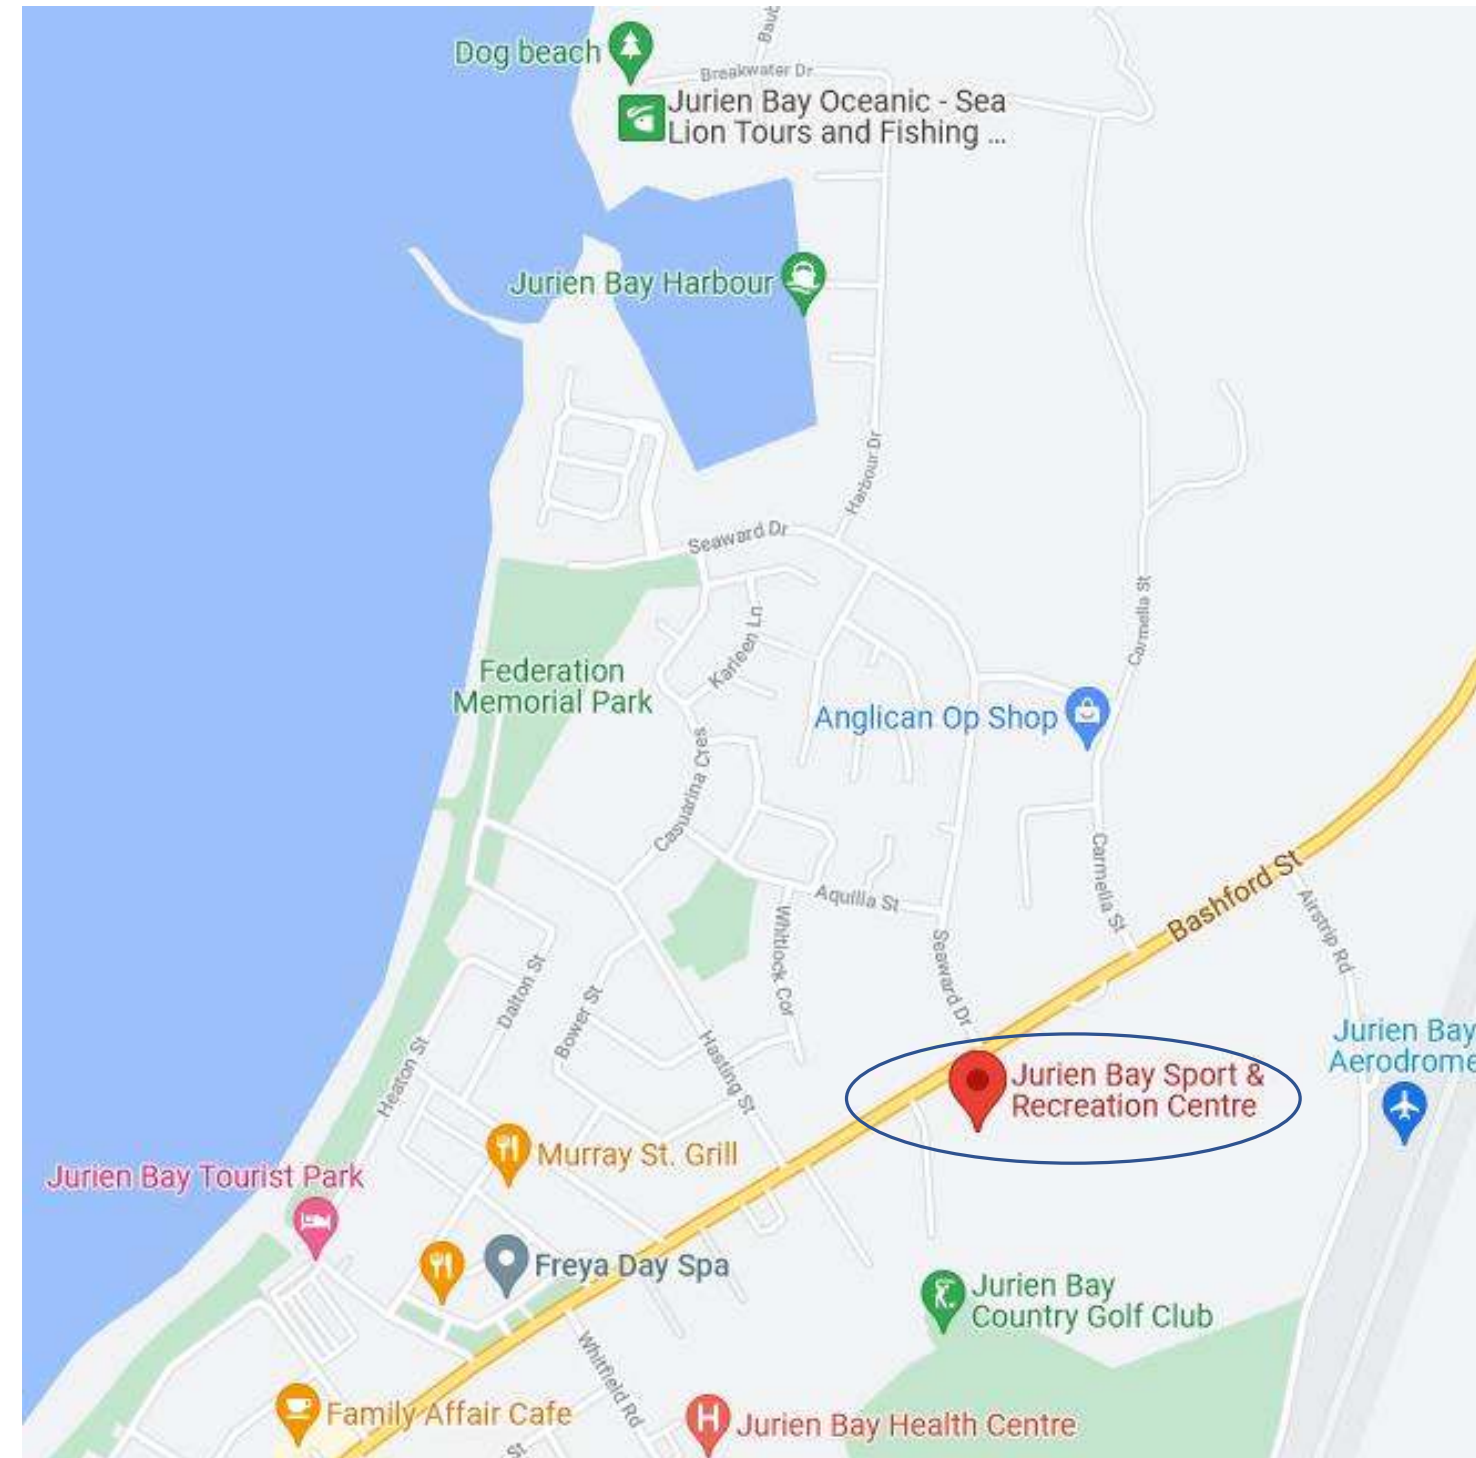 Baub
Dog beach
Breakwater Dr
Jurien Bay Oceanic - Sea
Lion Tours and Fishing ...
Jurien Bay Harbour
Harbour Dr
Seaward Dr
Carmella St
Karleen Ln
Federation
Memorial Park
Anglican Op Shop
Casuarina Cres
Carmella St
Bashford St
Aquilla St
Airstrip Rd
Whitlock Cor
Seaward Dr
Dalton St
Bower St
Hasting St
Heaton St
Jurien Bay
Aerodrome
Jurien Bay Sport &
Recreation Centre
Murray St. Grill
Jurien Bay Tourist Park
Freya Day Spa
Jurien Bay
Country Golf Club
Whitfield Rd
Family Affair Cafe
H
Jurien Bay Health Centre
St